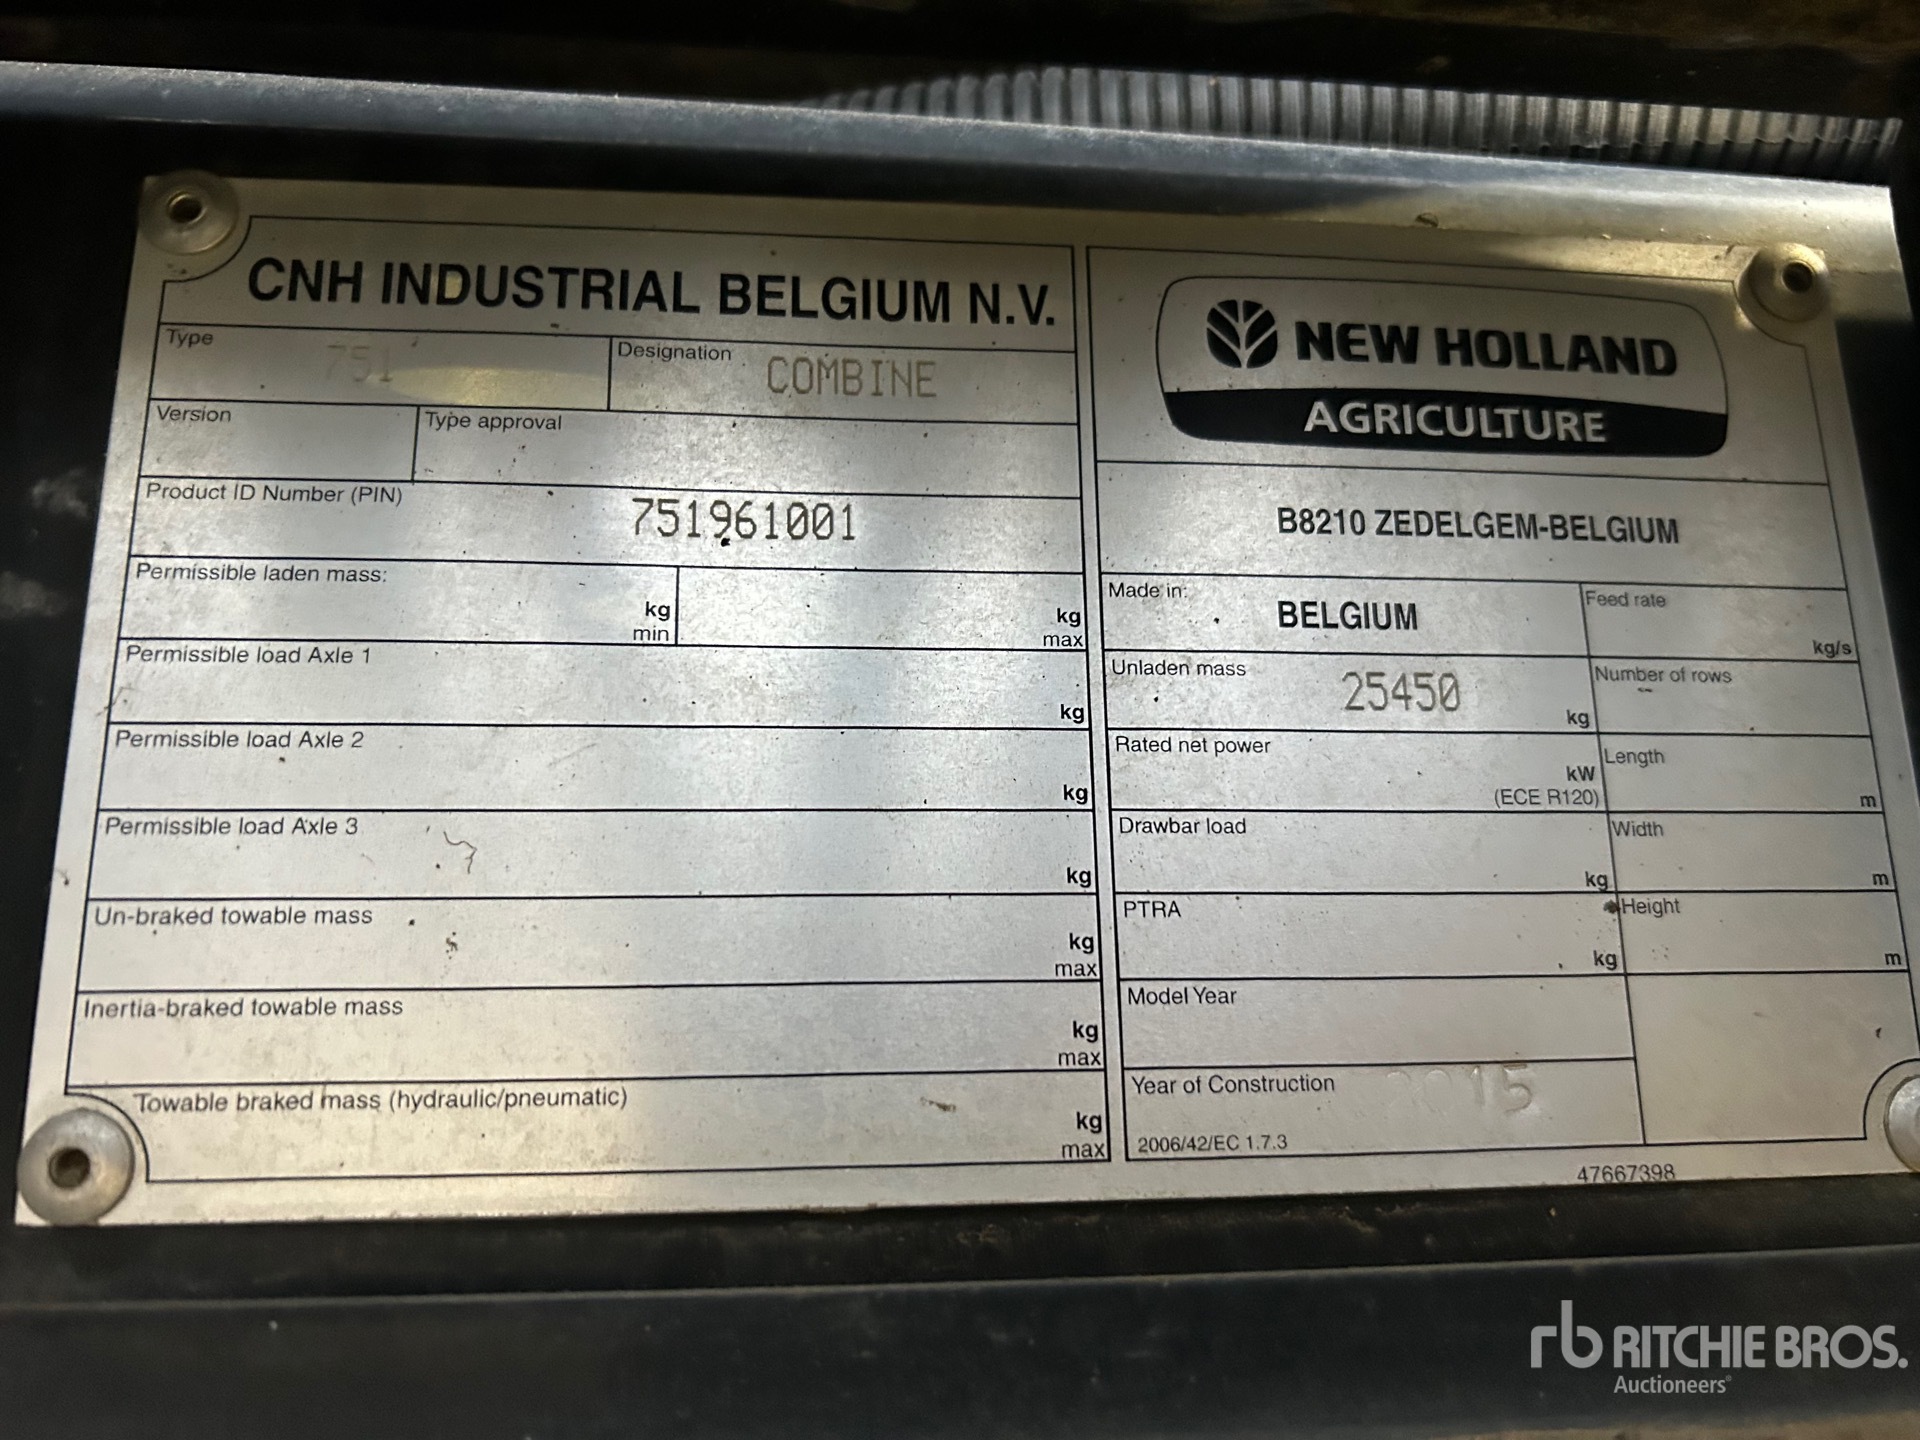 CNH INDUSTRIAL BELGIUM N.V.
Type 751
Designation COMBINE
Version
Type approval
Product ID Number (PIN) 751961001
Permissible laden mass: kg min kg max
Permissible load Axle 1 kg
Permissible load Axle 2 kg
Permissible load Axle 3 kg
Un-braked towable mass kg max
Inertia-braked towable mass kg max
Towable braked mass (hydraulic/pneumatic) kg max
NEW HOLLAND
AGRICULTURE
B8210 ZEDELGEM-BELGIUM
Made in: BELGIUM
Feed rate kg/s
Unladen mass 25450 kg
Number of rows
Rated net power kW (ECE R120)
Length m
Drawbar load kg
Width m
PTRA kg
Height m
Model Year
Year of Construction 2015
2006/42/EC 1.7.3
47667398
rb RITCHIE BROS.
Auctioneers